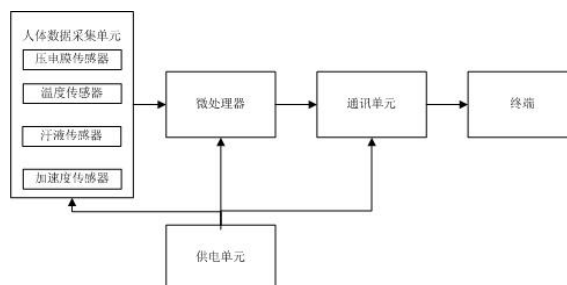 人体数据采集单元
压电膜传感器
温度传感器
汗液传感器
加速度传感器
微处理器
通讯单元
终端
供电单元